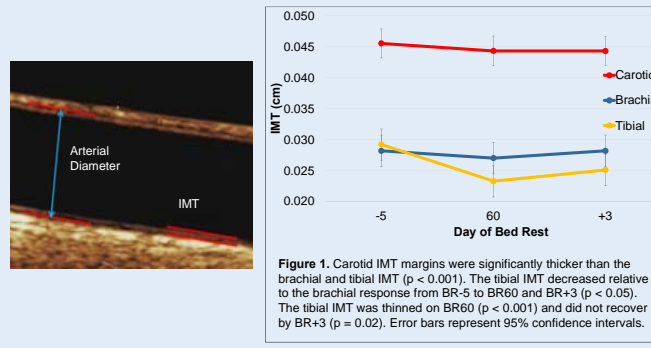 Arterial
Diameter
IMT
0.050
0.045
0.040
0.035
0.030
0.025
0.020
IMT (cm)
-5
60
+3
Day of Bed Rest
Tibial
Figure 1. Carotid IMT margins were significantly thicker than the
brachial and tibial IMT (p < 0.001). The tibial IMT decreased relative
to the brachial response from BR-5 to BR60 and BR+3 (p < 0.05).
The tibial IMT was thinned on BR60 (p < 0.001) and did not recover
by BR+3 (p = 0.02). Error bars represent 95% confidence intervals.